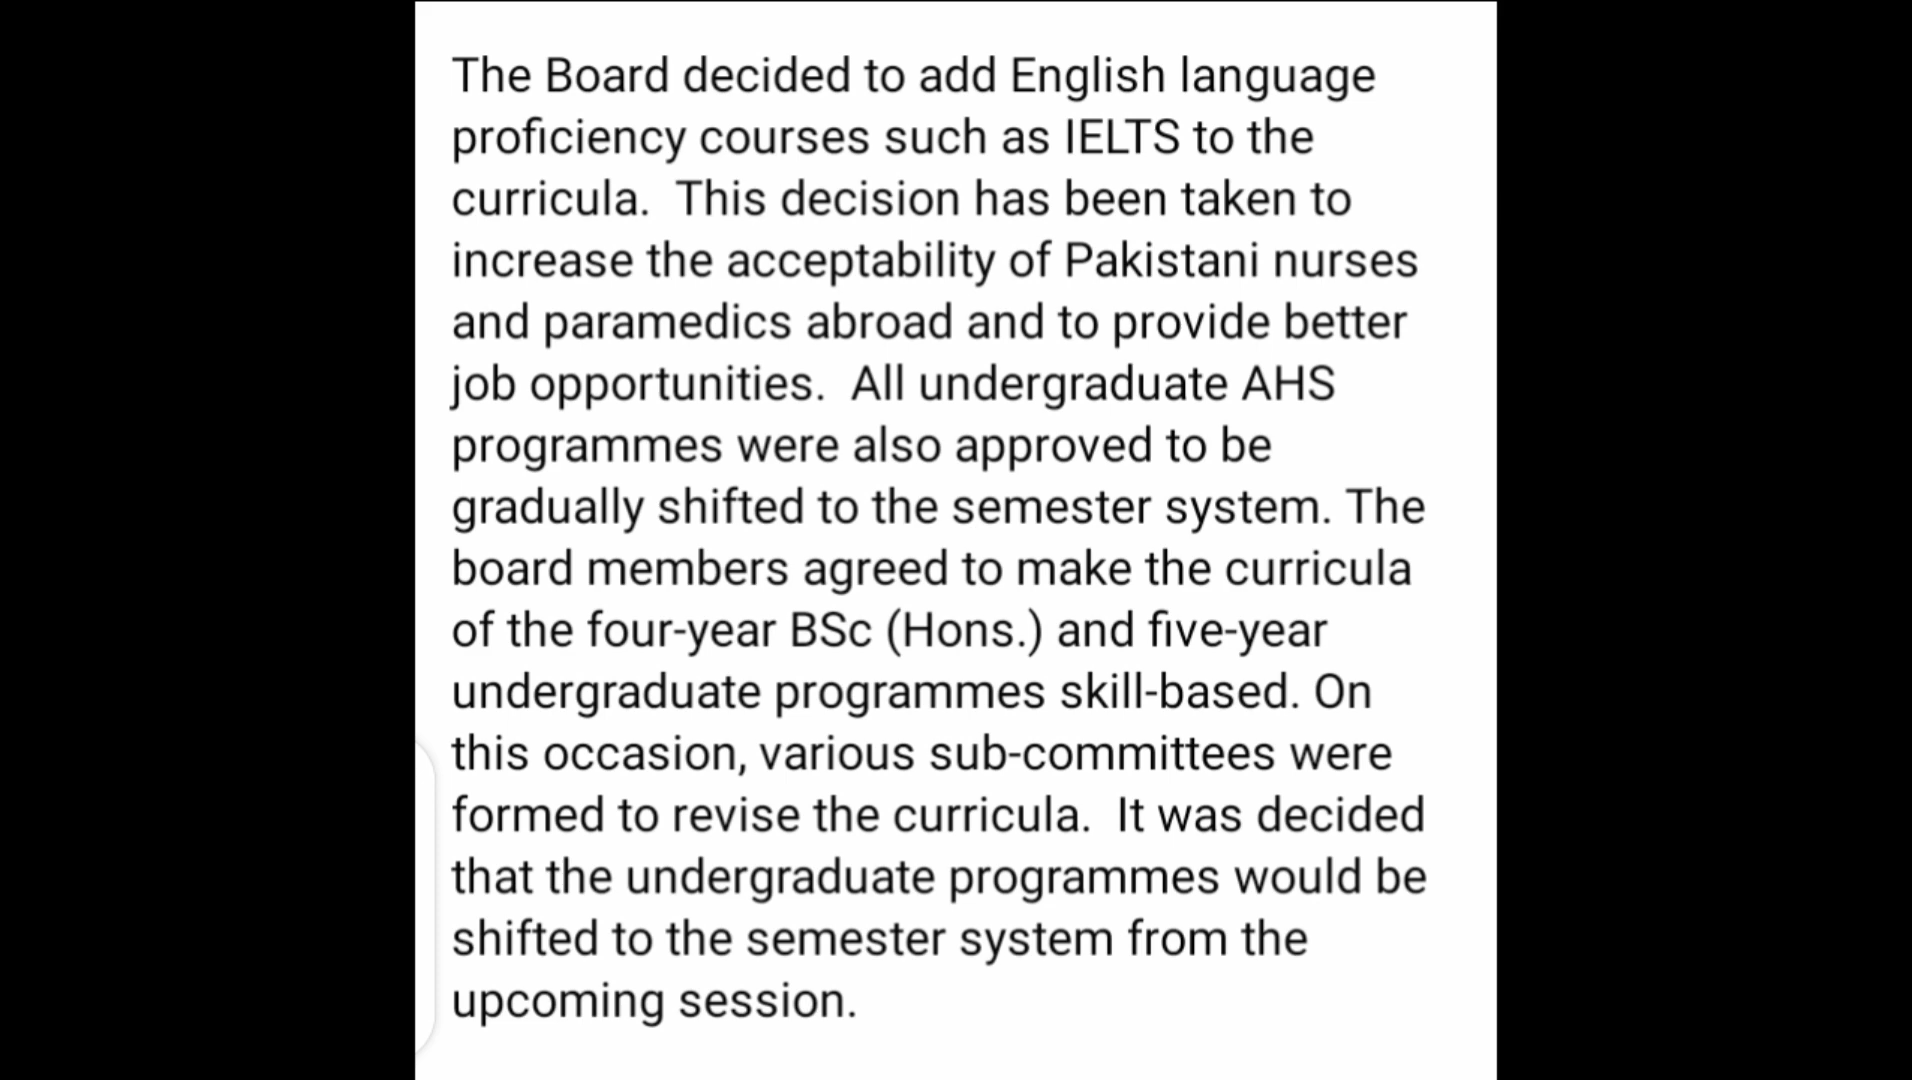 The Board decided to add English language
proficiency courses such as IELTS to the
curricula.  This decision has been taken to
increase the acceptability of Pakistani nurses
and paramedics abroad and to provide better
job opportunities.  All undergraduate AHS
programmes were also approved to be
gradually shifted to the semester system. The
board members agreed to make the curricula
of the four-year BSc (Hons.) and five-year
undergraduate programmes skill-based. On
this occasion, various sub-committees were
formed to revise the curricula.  It was decided
that the undergraduate programmes would be
shifted to the semester system from the
upcoming session.